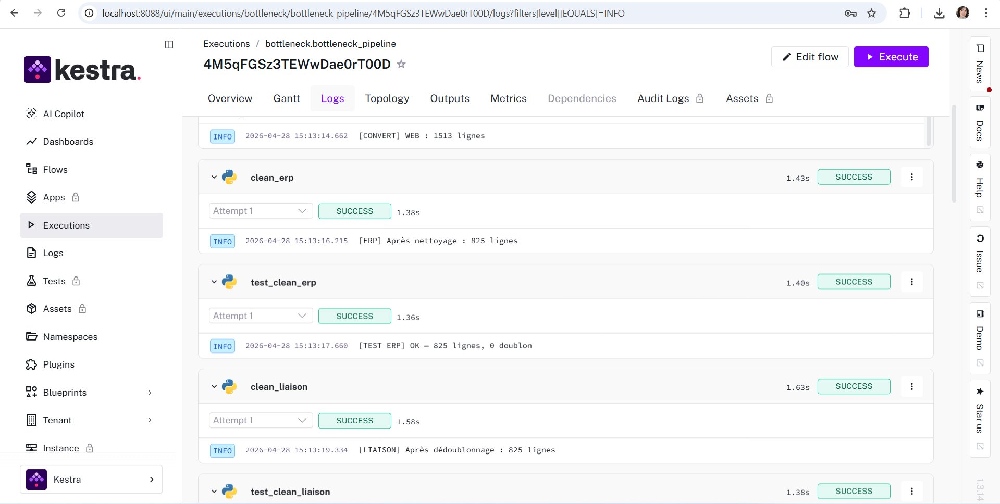 localhost:8088/ui/main/executions/bottleneck/bottleneck_pipeline/4M5qFGSz3TEWwDae0rT00D/logs?filters[level][EQUALS]=INFO
kestra.
AI Copilot
Dashboards
Flows
Apps
Executions
Logs
Tests
Assets
Namespaces
Plugins
Blueprints
Tenant
Instance
Kestra
Executions / bottleneck.bottleneck_pipeline
4M5qFGSz3TEWwDae0rT00D
Edit flow
Execute
Overview Gantt Logs Topology Outputs Metrics Dependencies Audit Logs Assets
INFO 2026-04-28 15:13:14.662 [CONVERT] WEB : 1513 lignes
clean_erp 1.43s SUCCESS
Attempt 1 SUCCESS 1.38s
INFO 2026-04-28 15:13:16.215 [ERP] Après nettoyage : 825 lignes
test_clean_erp 1.40s SUCCESS
Attempt 1 SUCCESS 1.36s
INFO 2026-04-28 15:13:17.660 [TEST ERP] OK — 825 lignes, 0 doublon
clean_liaison 1.63s SUCCESS
Attempt 1 SUCCESS 1.58s
INFO 2026-04-28 15:13:19.334 [LIAISON] Après dédoublonnage : 825 lignes
test_clean_liaison 1.38s SUCCESS
News
Docs
Help
Issue
Demo
Star us
1.3.14